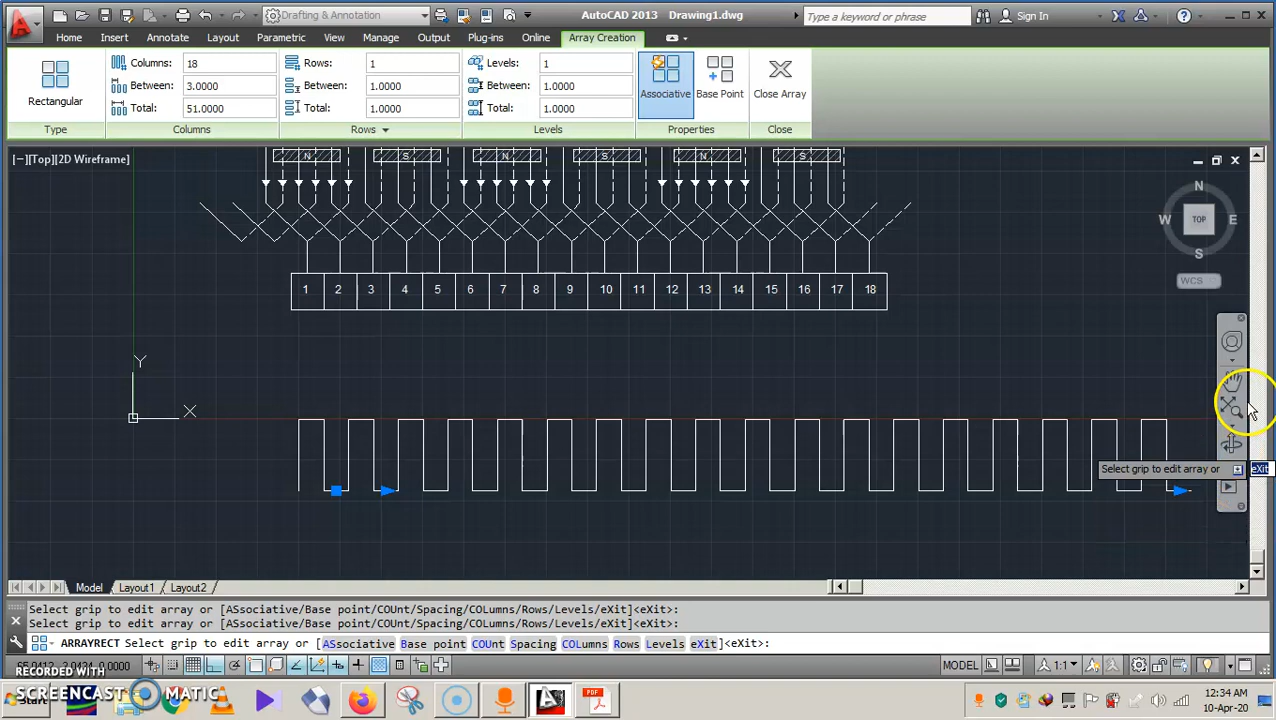 Drafting & Annotation
AutoCAD 2013 Drawing1.dwg
Type a keyword or phrase
Sign In
Home Insert Annotate Layout Parametric View Manage Output Plug-ins Online Array Creation
Columns: 18 Rows: 1 Levels: 1
Between: 3.0000 Between: 1.0000 Between: 1.0000
Total: 51.0000 Total: 1.0000 Total: 1.0000
Rectangular Associative Base Point Close Array
Type Columns Rows Levels Properties Close
[−][Top][2D Wireframe]
N S N S N S
N
W TOP E
S
WCS
1 2 3 4 5 6 7 8 9 10 11 12 13 14 15 16 17 18
Y
X
Select grip to edit array or eXit
Model Layout1 Layout2
Select grip to edit array or [ASsociative/Base point/COUnt/Spacing/COLumns/Rows/Levels/eXit]<eXit>:
Select grip to edit array or [ASsociative/Base point/COUnt/Spacing/COLumns/Rows/Levels/eXit]<eXit>:
ARRAYRECT Select grip to edit array or [ASsociative Base point COUnt Spacing COLumns Rows Levels eXit]<eXit>:
MODEL 1:1
RECORDED WITH
SCREENCAST MATIC
Start
12:34 AM
10-Apr-20